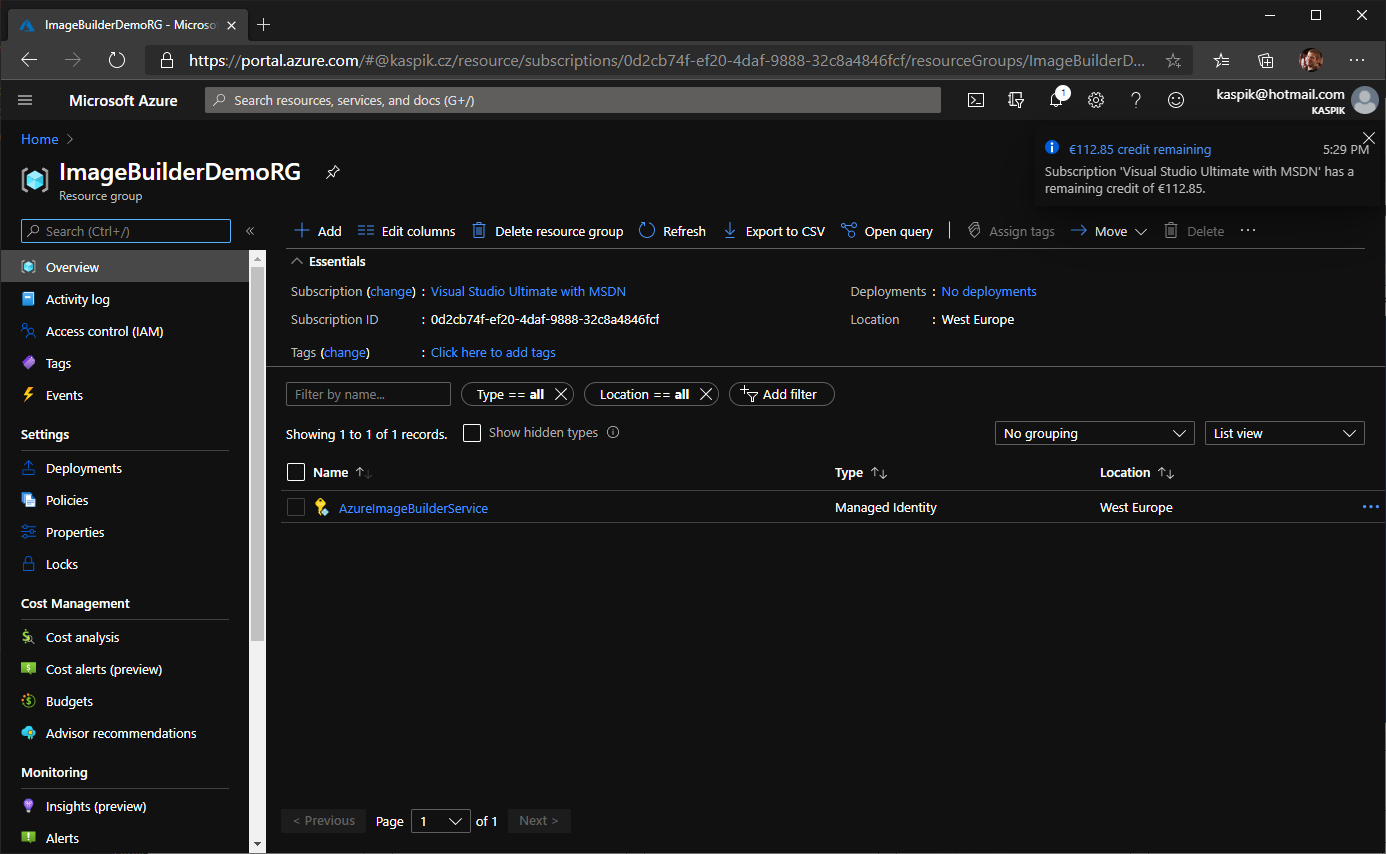 ImageBuilderDemoRG - Microso
https://portal.azure.com/#@kaspik.cz/resource/subscriptions/0d2cb74f-ef20-4daf-9888-32c8a4846fcf/resourceGroups/ImageBuilderD...
Microsoft Azure
Search resources, services, and docs (G+/)
1
kaspik@hotmail.com
KASPIK
Home >
€112.85 credit remaining 5:29 PM
Subscription 'Visual Studio Ultimate with MSDN' has a
remaining credit of €112.85.
ImageBuilderDemoRG
Resource group
Search (Ctrl+/) «
Add Edit columns Delete resource group Refresh Export to CSV Open query Assign tags Move Delete ...
Overview
Activity log
Access control (IAM)
Tags
Events
Settings
Deployments
Policies
Properties
Locks
Cost Management
Cost analysis
Cost alerts (preview)
Budgets
Advisor recommendations
Monitoring
Insights (preview)
Alerts
Essentials
Subscription (change) : Visual Studio Ultimate with MSDN
Deployments : No deployments
Subscription ID : 0d2cb74f-ef20-4daf-9888-32c8a4846fcf
Location : West Europe
Tags (change) : Click here to add tags
Filter by name... Type == all Location == all Add filter
Showing 1 to 1 of 1 records. Show hidden types
No grouping List view
Name Type Location
AzureImageBuilderService Managed Identity West Europe
< Previous Page 1 of 1 Next >